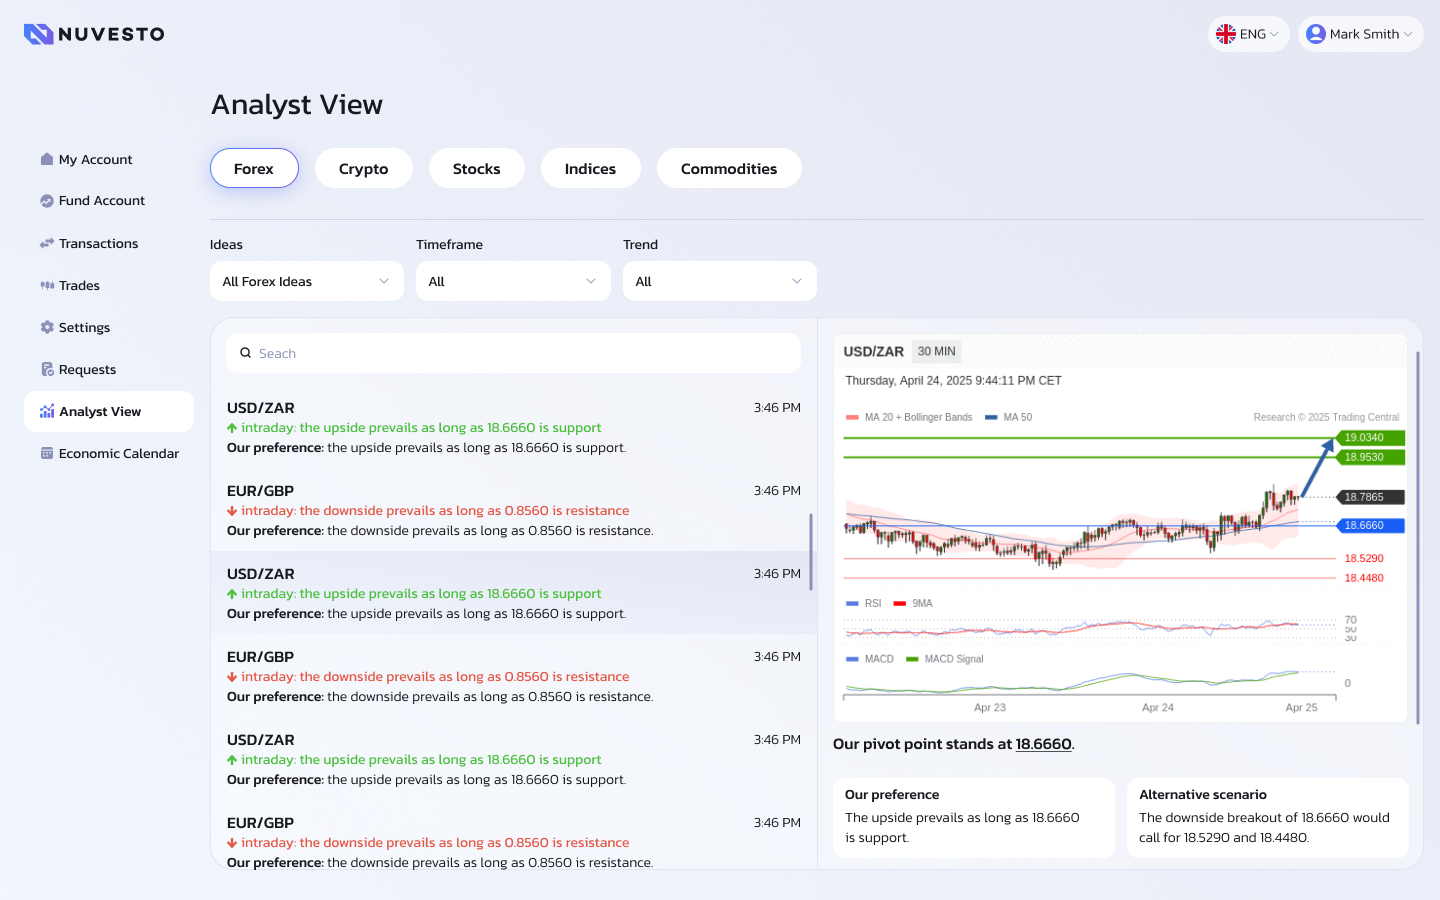 NUVESTO
ENG
Mark Smith
Analyst View
My Account
Fund Account
Transactions
Trades
Settings
Requests
Analyst View
Economic Calendar
Forex
Crypto
Stocks
Indices
Commodities
Ideas
Timeframe
Trend
All Forex Ideas
All
All
Seach
USD/ZAR 3:46 PM
intraday: the upside prevails as long as 18.6660 is support
Our preference: the upside prevails as long as 18.6660 is support.
EUR/GBP 3:46 PM
intraday: the downside prevails as long as 0.8560 is resistance
Our preference: the downside prevails as long as 0.8560 is resistance.
USD/ZAR 3:46 PM
intraday: the upside prevails as long as 18.6660 is support
Our preference: the upside prevails as long as 18.6660 is support.
EUR/GBP 3:46 PM
intraday: the downside prevails as long as 0.8560 is resistance
Our preference: the downside prevails as long as 0.8560 is resistance.
USD/ZAR 3:46 PM
intraday: the upside prevails as long as 18.6660 is support
Our preference: the upside prevails as long as 18.6660 is support.
EUR/GBP 3:46 PM
intraday: the downside prevails as long as 0.8560 is resistance
Our preference: the downside prevails as long as 0.8560 is resistance.
USD/ZAR 30 MIN
Thursday, April 24, 2025 9:44:11 PM CET
MA 20 + Bollinger Bands MA 50 Research © 2025 Trading Central
19.0340
18.9530
18.7865
18.6660
18.5290
18.4480
RSI 9MA
70
50
30
MACD MACD Signal
0
Apr 23 Apr 24 Apr 25
Our pivot point stands at 18.6660.
Our preference
The upside prevails as long as 18.6660
is support.
Alternative scenario
The downside breakout of 18.6660 would
call for 18.5290 and 18.4480.